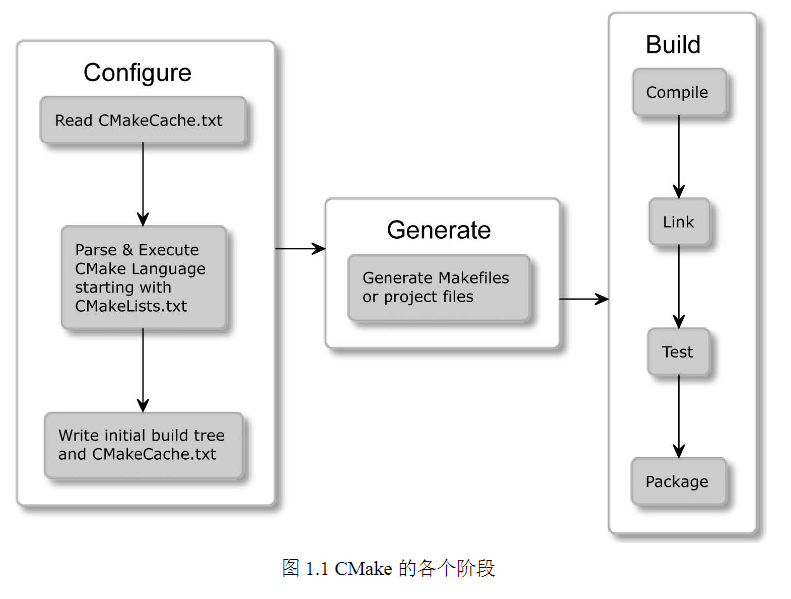 Configure
Read CMakeCache.txt
Parse & Execute
CMake Language
starting with
CMakeLists.txt
Write initial build tree
and CMakeCache.txt
Generate
Generate Makefiles
or project files
Build
Compile
Link
Test
Package
图 1.1 CMake 的各个阶段